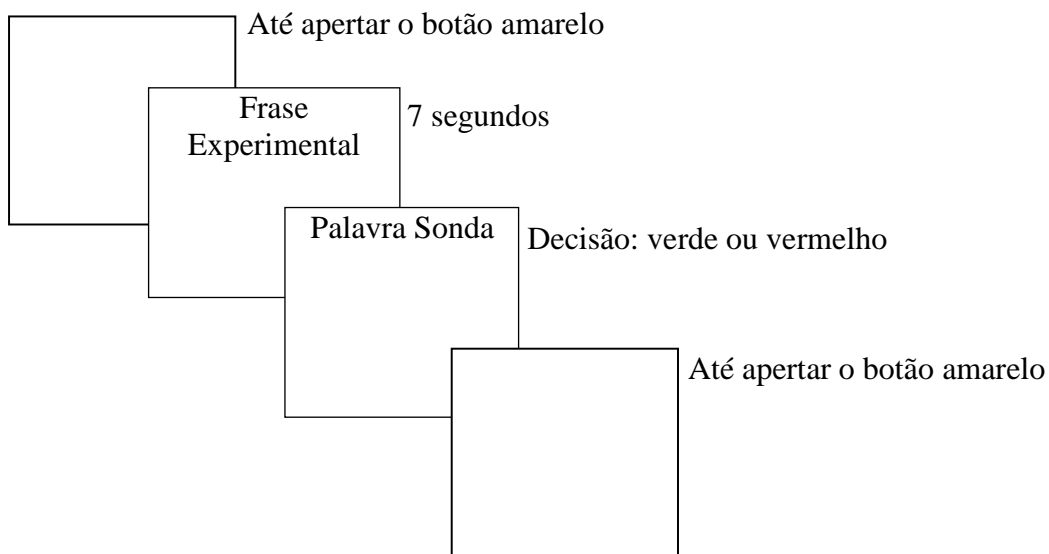 Até apertar o botão amarelo
Frase
Experimental
7 segundos
Palavra Sonda
Decisão: verde ou vermelho
Até apertar o botão amarelo